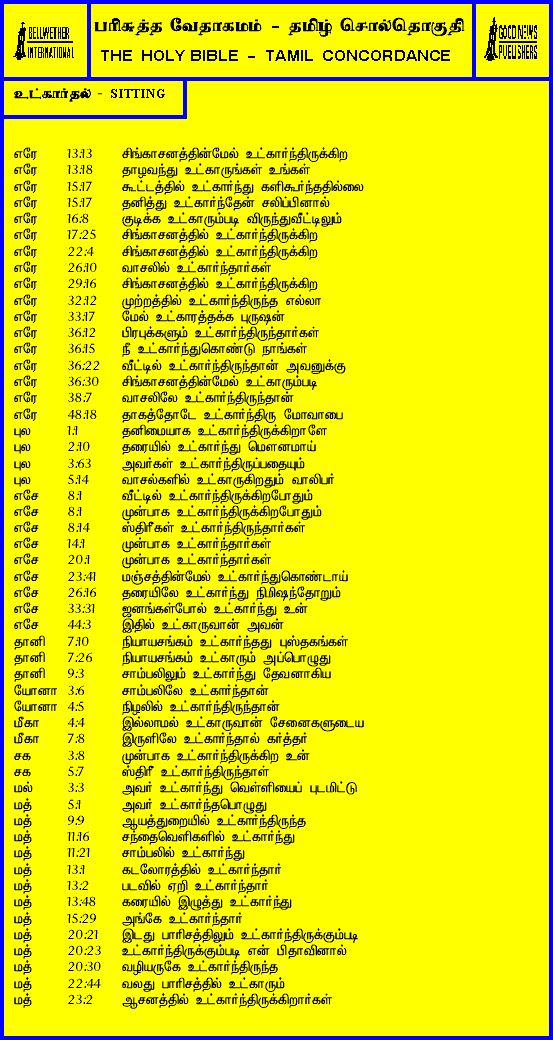 BELLWETHER
INTERNATIONAL
பரிசுத்த வேதாகமம் - தமிழ் சொல்தொகுதி
THE HOLY BIBLE - TAMIL CONCORDANCE
GOOD NEWS
PUBLISHERS
உட்கார்தல் - SITTING
எரே 13:13 சிங்காசனத்தின்மேல் உட்கார்ந்திருக்கிற
எரே 13:18 தாழவந்து உட்காருங்கள் உங்கள்
எரே 15:17 கூட்டத்தில் உட்கார்ந்து களிகூர்ந்ததில்லை
எரே 15:17 தனித்து உட்கார்ந்தேன் சலிப்பினால்
எரே 16:8 குடிக்க உட்காரும்படி விருந்துவீட்டிலும்
எரே 17:25 சிங்காசனத்தில் உட்கார்ந்திருக்கிற
எரே 22:4 சிங்காசனத்தில் உட்கார்ந்திருக்கிற
எரே 26:10 வாசலில் உட்கார்ந்தார்கள்
எரே 29:16 சிங்காசனத்தில் உட்கார்ந்திருக்கிற
எரே 32:12 முற்றத்தில் உட்கார்ந்திருந்த எல்லா
எரே 33:17 மேல் உட்காரத்தக்க புருஷன்
எரே 36:12 பிரபுக்களும் உட்கார்ந்திருந்தார்கள்
எரே 36:15 நீ உட்கார்ந்துகொண்டு நாங்கள்
எரே 36:22 வீட்டில் உட்கார்ந்திருந்தான் அவனுக்கு
எரே 36:30 சிங்காசனத்தின்மேல் உட்காரும்படி
எரே 38:7 வாசலிலே உட்கார்ந்திருந்தான்
எரே 48:18 தாகத்தோடே உட்கார்ந்திரு மோவாபை
புல 1:1 தனிமையாக உட்கார்ந்திருக்கிறாளே
புல 2:10 தரையில் உட்கார்ந்து மௌனமாய்
புல 3:63 அவர்கள் உட்கார்ந்திருப்பதையும்
புல 5:14 வாசல்களில் உட்காருகிறதும் வாலிபர்
எசே 8:1 வீட்டில் உட்கார்ந்திருக்கிறபோதும்
எசே 8:1 முன்பாக உட்கார்ந்திருக்கிறபோதும்
எசே 8:14 ஸ்திரீகள் உட்கார்ந்திருந்தார்கள்
எசே 14:1 முன்பாக உட்கார்ந்தார்கள்
எசே 20:1 முன்பாக உட்கார்ந்தார்கள்
எசே 23:41 மஞ்சத்தின்மேல் உட்கார்ந்துகொண்டாய்
எசே 26:16 தரையிலே உட்கார்ந்து நிமிஷந்தோறும்
எசே 33:31 ஜனங்கள்போல் உட்கார்ந்து உன்
எசே 44:3 இதில் உட்காருவான் அவன்
தானி 7:10 நியாயசங்கம் உட்கார்ந்தது புஸ்தகங்கள்
தானி 7:26 நியாயசங்கம் உட்காரும் அப்பொழுது
தானி 9:3 சாம்பலிலும் உட்கார்ந்து தேவனாகிய
யோனா 3:6 சாம்பலிலே உட்கார்ந்தான்
யோனா 4:5 நிழலில் உட்கார்ந்திருந்தான்
மீகா 4:4 இல்லாமல் உட்காருவான் சேனைகளுடைய
மீகா 7:8 இருளிலே உட்கார்ந்தால் கர்த்தர்
சக 3:8 முன்பாக உட்கார்ந்திருக்கிற உன்
சக 5:7 ஸ்திரீ உட்கார்ந்திருந்தாள்
மல் 3:3 அவர் உட்கார்ந்து வெள்ளியைப் புடமிட்டு
மத் 5:1 அவர் உட்கார்ந்தபொழுது
மத் 9:9 ஆயத்துறையில் உட்கார்ந்திருந்த
மத் 11:16 சந்தைவெளிகளில் உட்கார்ந்து
மத் 11:21 சாம்பலில் உட்கார்ந்து
மத் 13:1 கடலோரத்தில் உட்கார்ந்தார்
மத் 13:2 படவில் ஏறி உட்கார்ந்தார்
மத் 13:48 கரையில் இழுத்து உட்கார்ந்து
மத் 15:29 அங்கே உட்கார்ந்தார்
மத் 20:21 இடது பாரிசத்திலும் உட்கார்ந்திருக்கும்படி
மத் 20:23 உட்கார்ந்திருக்கும்படி என் பிதாவினால்
மத் 20:30 வழியருகே உட்கார்ந்திருந்த
மத் 22:44 வலது பாரிசத்தில் உட்காரும்
மத் 23:2 ஆசனத்தில் உட்கார்ந்திருக்கிறார்கள்